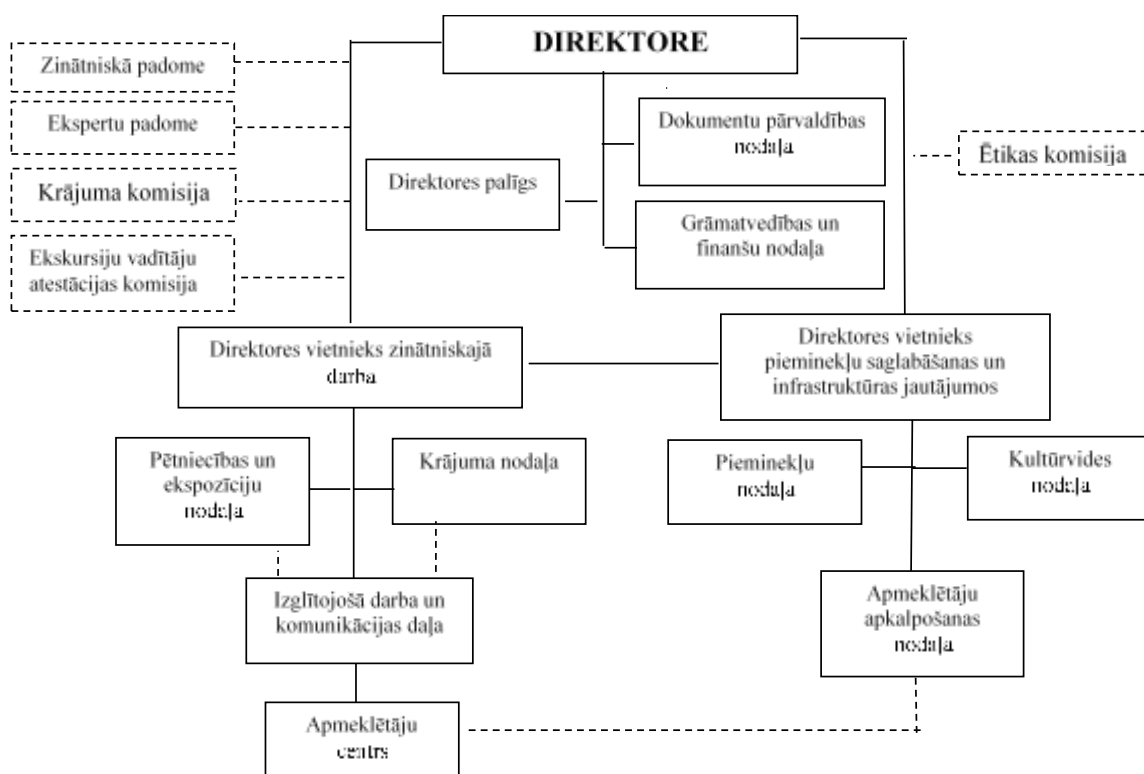 DIREKTORE
Zinātniskā padome
Ekspertu padome
Krājuma komisija
Ekskursiju vadītāju
atestācijas komisija
Direktores palīgs
Dokumentu pārvaldības
nodaļa
Grāmatvedības un
finanšu nodaļa
Ētikas komisija
Direktores vietnieks zinātniskajā
darba
Direktores vietnieks
pieminekļu saglabāšanas un
infrastruktūras jautājumos
Pētniecības un
ekspozīciju
nodaļa
Krājuma nodaļa
Pieminekļu
nodaļa
Kultūrvides
nodaļa
Izglītojošā darba un
komunikācijas daļa
Apmeklētāju
apkalpošanas
nodaļa
Apmeklētāju
centrs